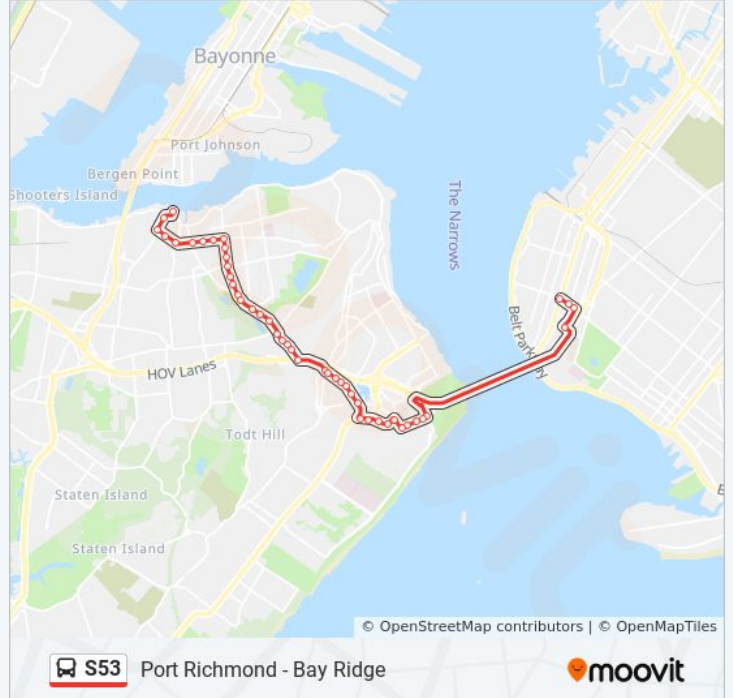 Bayonne
Port Johnson
Bergen Point
Shooters Island
The Narrows
Belt Parkway
HOV Lanes
Todt Hill
Staten Island
Staten Island
© OpenStreetMap contributors | © OpenMapTiles
S53 Port Richmond - Bay Ridge
moovit